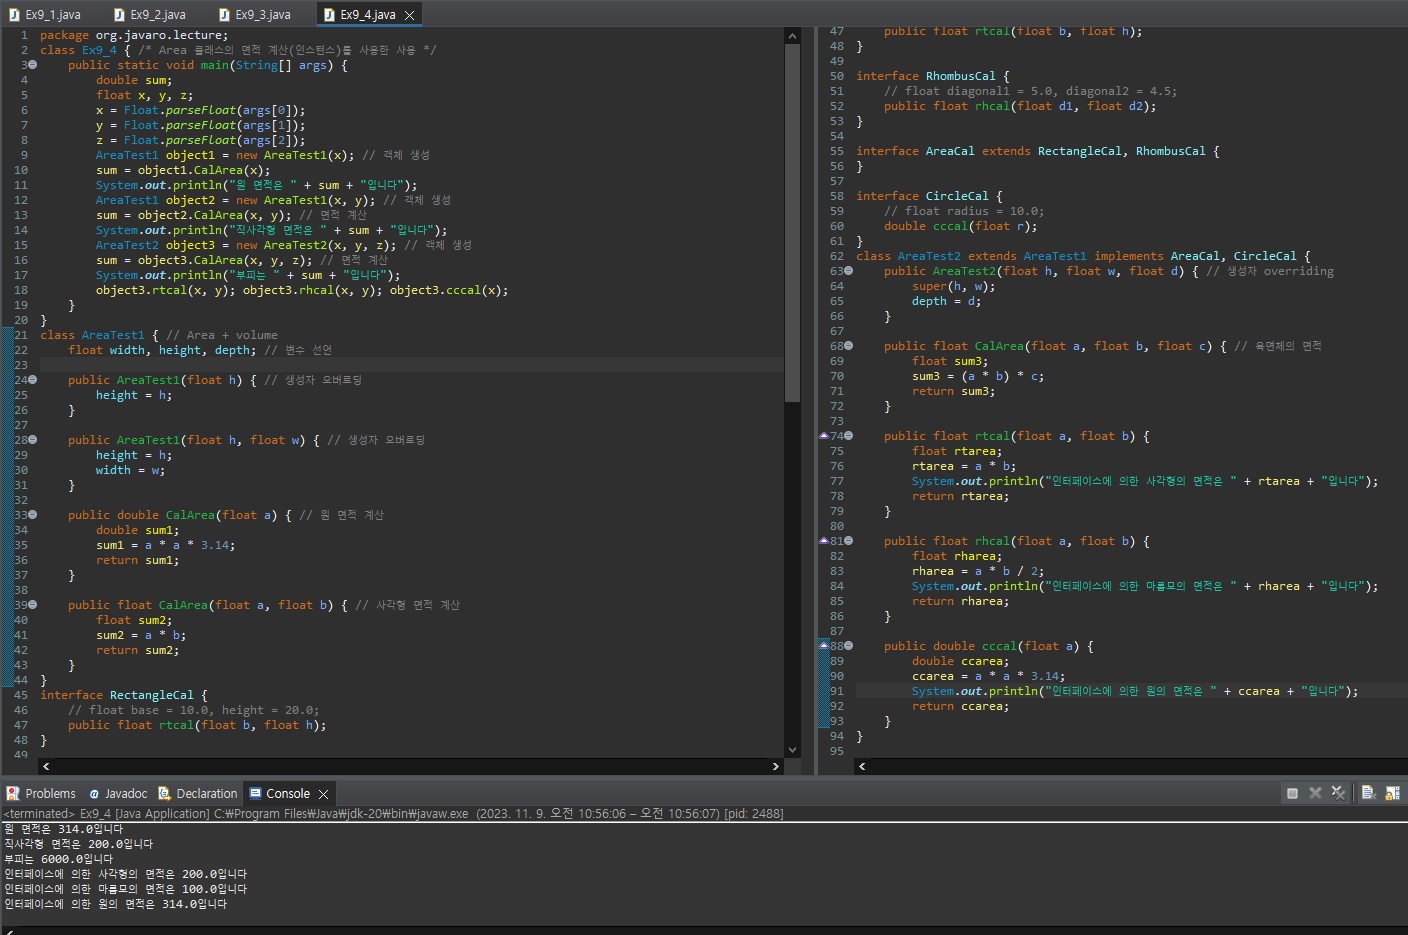 Ex9_1.java Ex9_2.java Ex9_3.java Ex9_4.java
1 package org.javaro.lecture;
2 class Ex9_4 { /* Area 클래스의 면적 계산(인스턴스)를 사용한 사용 */
3 public static void main(String[] args) {
4 double sum;
5 float x, y, z;
6 x = Float.parseFloat(args[0]);
7 y = Float.parseFloat(args[1]);
8 z = Float.parseFloat(args[2]);
9 AreaTest1 object1 = new AreaTest1(x); // 객체 생성
10 sum = object1.CalArea(x);
11 System.out.println("원 면적은 " + sum + "입니다");
12 AreaTest1 object2 = new AreaTest1(x, y); // 객체 생성
13 sum = object2.CalArea(x, y); // 면적 계산
14 System.out.println("직사각형 면적은 " + sum + "입니다");
15 AreaTest2 object3 = new AreaTest2(x, y, z); // 객체 생성
16 sum = object3.CalArea(x, y, z); // 면적 계산
17 System.out.println("부피는 " + sum + "입니다");
18 object3.rtcal(x, y); object3.rhcal(x, y); object3.cccal(x);
19 }
20 }
21 class AreaTest1 { // Area + volume
22 float width, height, depth; // 변수 선언
23
24 public AreaTest1(float h) { // 생성자 오버로딩
25 height = h;
26 }
27
28 public AreaTest1(float h, float w) { // 생성자 오버로딩
29 height = h;
30 width = w;
31 }
32
33 public double CalArea(float a) { // 원 면적 계산
34 double sum1;
35 sum1 = a * a * 3.14;
36 return sum1;
37 }
38
39 public float CalArea(float a, float b) { // 사각형 면적 계산
40 float sum2;
41 sum2 = a * b;
42 return sum2;
43 }
44 }
45 interface RectangleCal {
46 // float base = 10.0, height = 20.0;
47 public float rtcal(float b, float h);
48 }
49
47 public float rtcal(float b, float h);
48 }
49
50 interface RhombusCal {
51 // float diagonal1 = 5.0, diagonal2 = 4.5;
52 public float rhcal(float d1, float d2);
53 }
54
55 interface AreaCal extends RectangleCal, RhombusCal {
56 }
57
58 interface CircleCal {
59 // float radius = 10.0;
60 double cccal(float r);
61 }
62 class AreaTest2 extends AreaTest1 implements AreaCal, CircleCal {
63 public AreaTest2(float h, float w, float d) { // 생성자 overriding
64 super(h, w);
65 depth = d;
66 }
67
68 public float CalArea(float a, float b, float c) { // 육면체의 면적
69 float sum3;
70 sum3 = (a * b) * c;
71 return sum3;
72 }
73
74 public float rtcal(float a, float b) {
75 float rtarea;
76 rtarea = a * b;
77 System.out.println("인터페이스에 의한 사각형의 면적은 " + rtarea + "입니다");
78 return rtarea;
79 }
80
81 public float rhcal(float a, float b) {
82 float rharea;
83 rharea = a * b / 2;
84 System.out.println("인터페이스에 의한 마름모의 면적은 " + rharea + "입니다");
85 return rharea;
86 }
87
88 public double cccal(float a) {
89 double ccarea;
90 ccarea = a * a * 3.14;
91 System.out.println("인터페이스에 의한 원의 면적은 " + ccarea + "입니다");
92 return ccarea;
93 }
94 }
95
Problems Javadoc Declaration Console
<terminated> Ex9_4 [Java Application] C:￦Program Files￦Java￦jdk-20￦bin￦javaw.exe (2023. 11. 9. 오전 10:56:06 – 오전 10:56:07) [pid: 2488]
원 면적은 314.0입니다
직사각형 면적은 200.0입니다
부피는 6000.0입니다
인터페이스에 의한 사각형의 면적은 200.0입니다
인터페이스에 의한 마름모의 면적은 100.0입니다
인터페이스에 의한 원의 면적은 314.0입니다